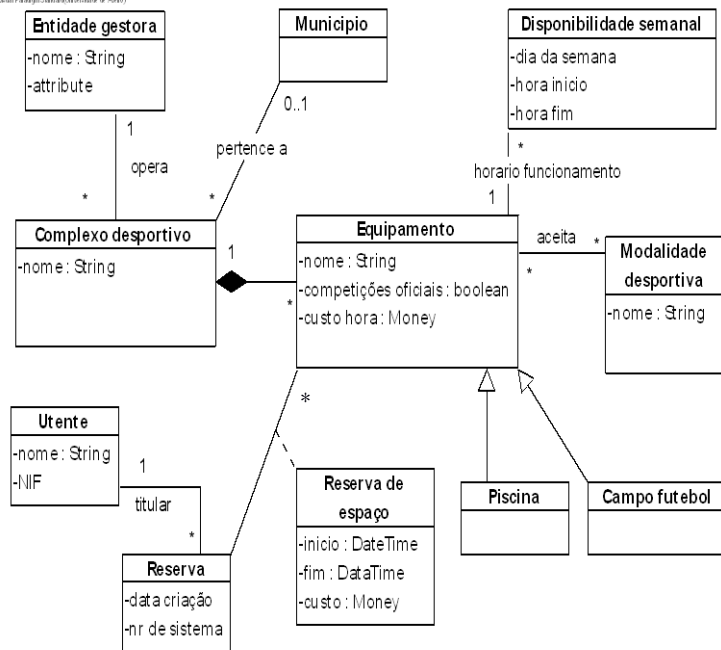 Entidade gestora
-nome : String
-attribute
Municipio
Disponibilidade semanal
-dia da semana
-hora inicio
-hora fim
1
opera
*
0..1
pertence a
*
*
horario funcionamento
1
Complexo desportivo
-nome : String
1
*
Equipamento
-nome : String
-competições oficiais : boolean
-custo hora : Money
aceita
*
*
Modalidade
desportiva
-nome : String
*
Utente
-nome : String
-NIF
1
titular
*
Reserva de
espaço
-inicio : DateTime
-fim : DataTime
-custo : Money
Piscina
Campo futebol
Reserva
-data criação
-nr de sistema